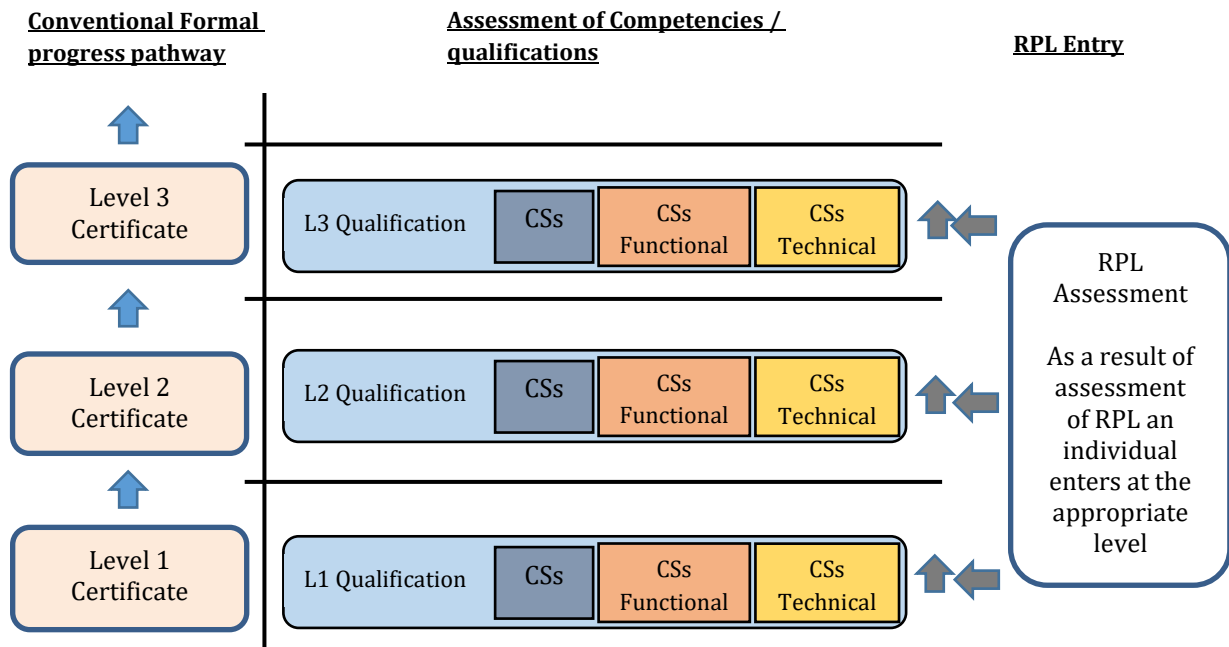 Conventional Formal
progress pathway
Assessment of Competencies /
qualifications
RPL Entry
Level 3
Certificate
L3 Qualification
CSs
CSs
Functional
CSs
Technical
Level 2
Certificate
L2 Qualification
CSs
CSs
Functional
CSs
Technical
Level 1
Certificate
L1 Qualification
CSs
CSs
Functional
CSs
Technical
RPL
Assessment
As a result of
assessment
of RPL an
individual
enters at the
appropriate
level